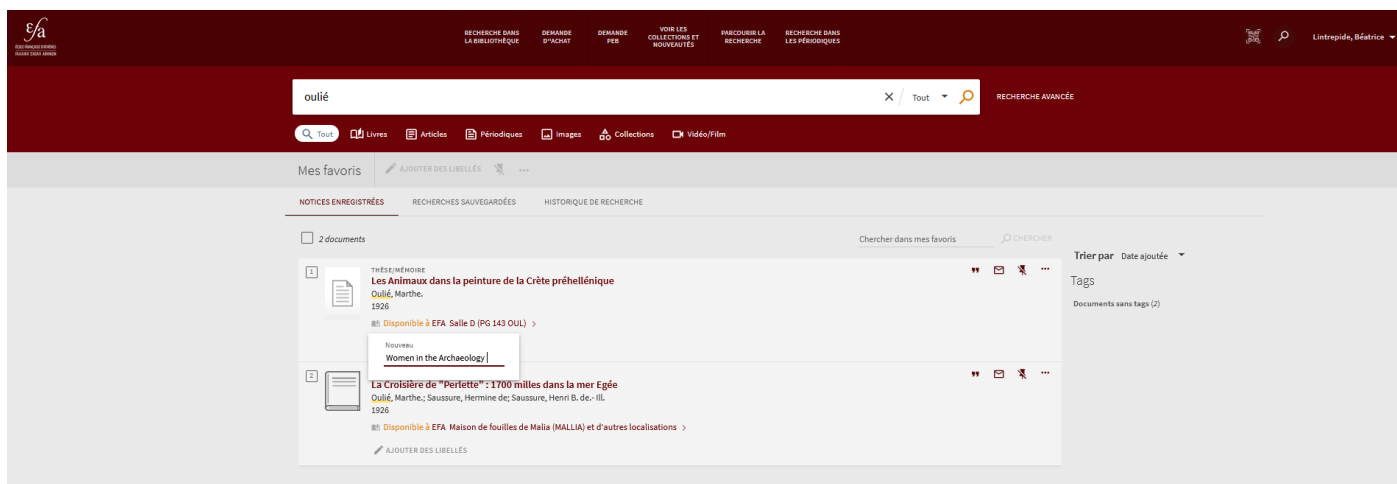 εfa
RECHERCHE DANS LA BIBLIOTHÈQUE
DEMANDE D''ACHAT
DEMANDE PEB
VOIR LES COLLECTIONS ET NOUVEAUTÉS
PARCOURIR LA RECHERCHE
RECHERCHE DANS LES PÉRIODIQUES
Lintrepide, Béatrice
oulié
Tout
RECHERCHE AVANCÉE
Tout
Livres
Articles
Périodiques
Images
Collections
Vidéo/Film
Mes favoris
AJOUTER DES LIBELLÉS
NOTICES ENREGISTRÉES
RECHERCHES SAUVEGARDÉES
HISTORIQUE DE RECHERCHE
2 documents
Chercher dans mes favoris
CHERCHER
Trier par Date ajoutée
Tags
Documents sans tags (2)
1
THÈSE/MÉMOIRE
Les Animaux dans la peinture de la Crète préhellénique
Oulié, Marthe.
1926
Disponible à EFA Salle D (PG 143 OUL) >
Nouveau
Women in the Archaeology
2
La Croisière de "Perlette" : 1700 milles dans la mer Egée
Oulié, Marthe.; Saussure, Hermine de; Saussure, Henri B. de.- Ill.
1926
Disponible à EFA Maison de fouilles de Malia (MALLIA) et d'autres localisations >
AJOUTER DES LIBELLÉS